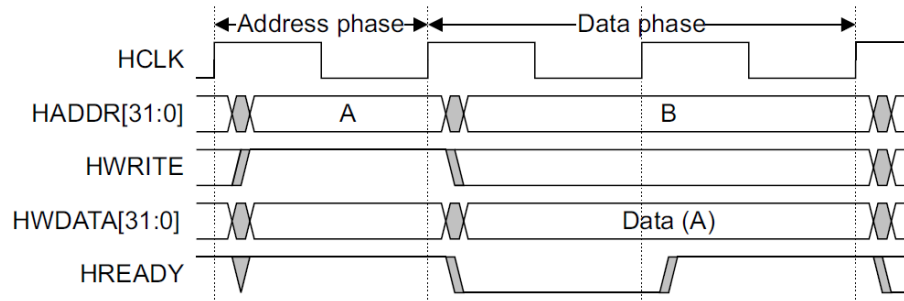 Address phase Data phase
HCLK
HADDR[31:0] A B
HWRITE
HWDATA[31:0] Data (A)
HREADY